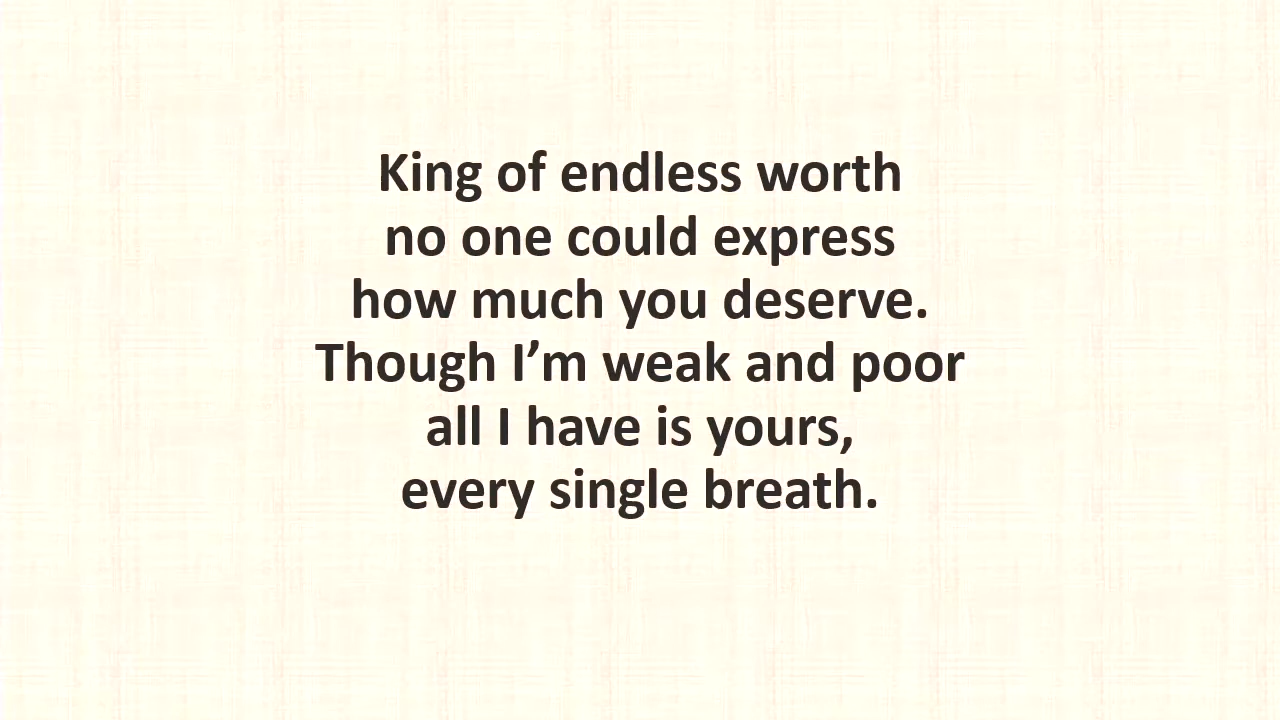 King of endless worth
no one could express
how much you deserve.
Though I’m weak and poor
all I have is yours,
every single breath.